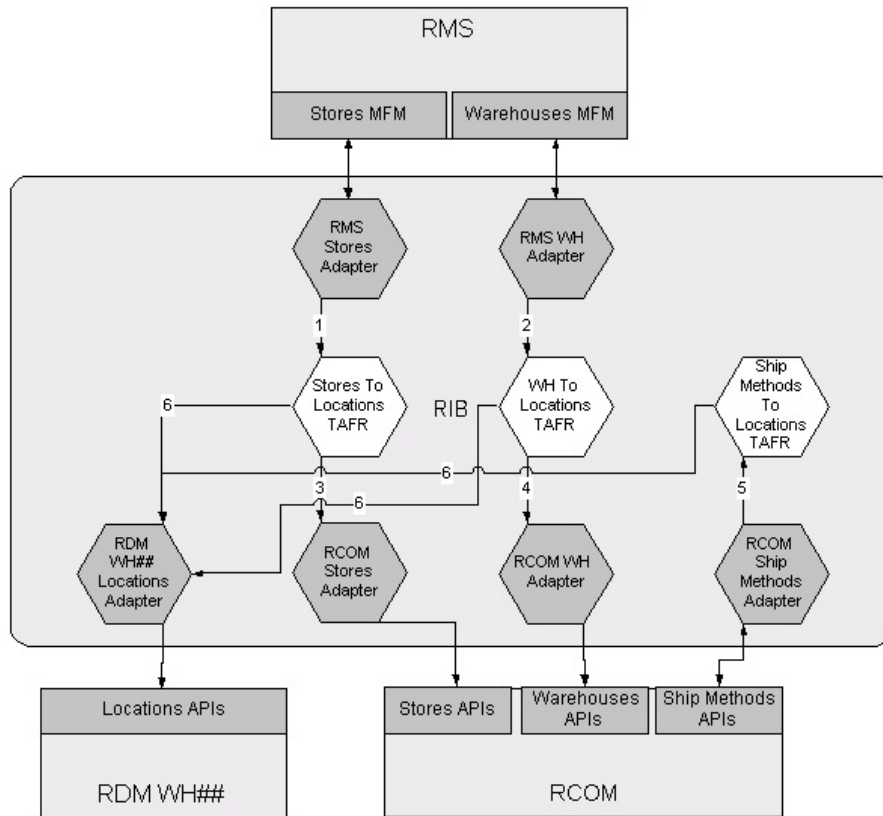 RMS
Stores MFM
Warehouses MFM
RMS
Stores
Adapter
RMS WH
Adapter
1
2
Stores To
Locations
TAFR
RIB
WH To
Locations
TAFR
Ship
Methods
To
Locations
TAFR
6
6
3
6
4
5
RDM
WH##
Locations
Adapter
RCOM
Stores
Adapter
RCOM WH
Adapter
RCOM
Ship
Methods
Adapter
Locations APIs
Stores APIs
Warehouses
APIs
Ship Methods
APIs
RDM WH##
RCOM